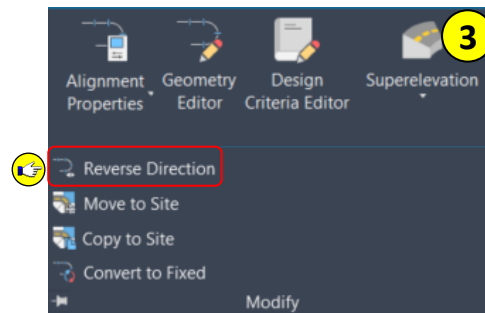 3
Alignment Geometry Design Superelevation
Properties Editor Criteria Editor
Reverse Direction
Move to Site
Copy to Site
Convert to Fixed
Modify